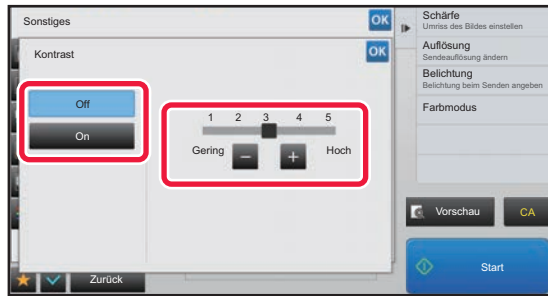 Sonstiges
OK
Kontrast
OK
Off
On
1 2 3 4 5
Gering
Hoch
Zurück
Schärfe
Umriss des Bildes einstellen
Auflösung
Sendeauflösung ändern
Belichtung
Belichtung beim Senden angeben
Farbmodus
Vorschau
CA
Start